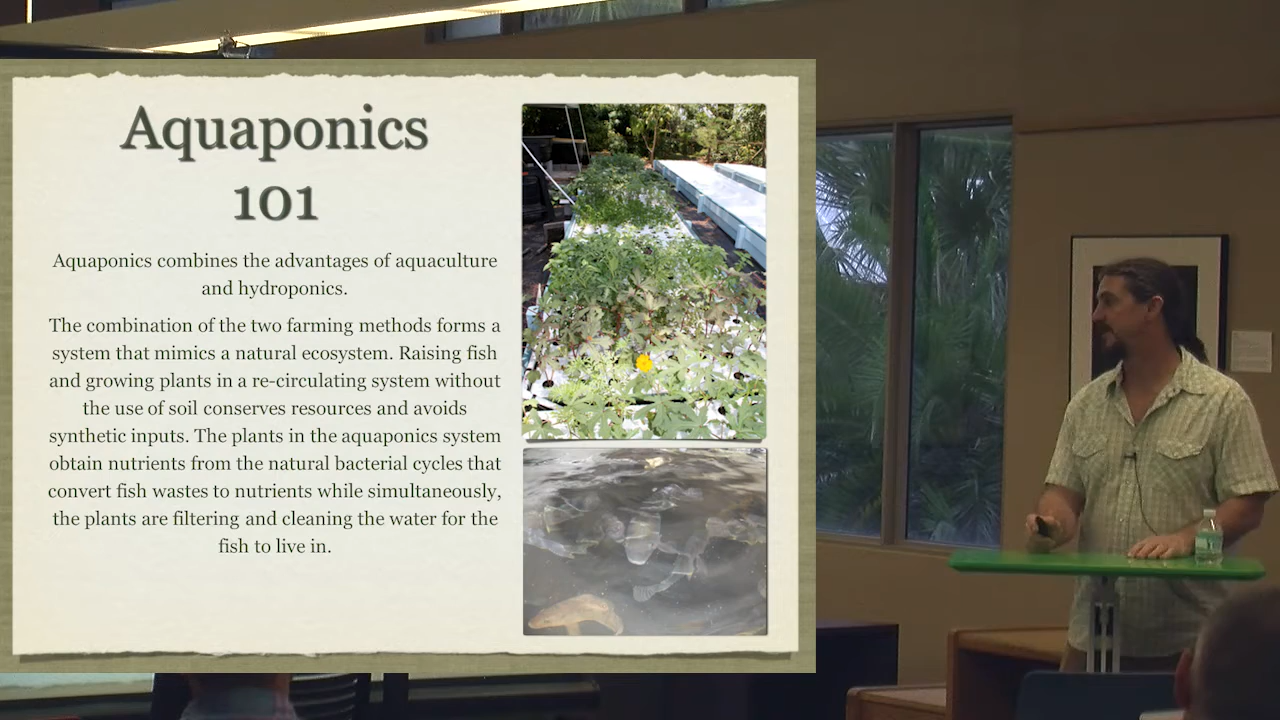 Aquaponics
101
Aquaponics combines the advantages of aquaculture
and hydroponics.
The combination of the two farming methods forms a
system that mimics a natural ecosystem. Raising fish
and growing plants in a re-circulating system without
the use of soil conserves resources and avoids
synthetic inputs. The plants in the aquaponics system
obtain nutrients from the natural bacterial cycles that
convert fish wastes to nutrients while simultaneously,
the plants are filtering and cleaning the water for the
fish to live in.